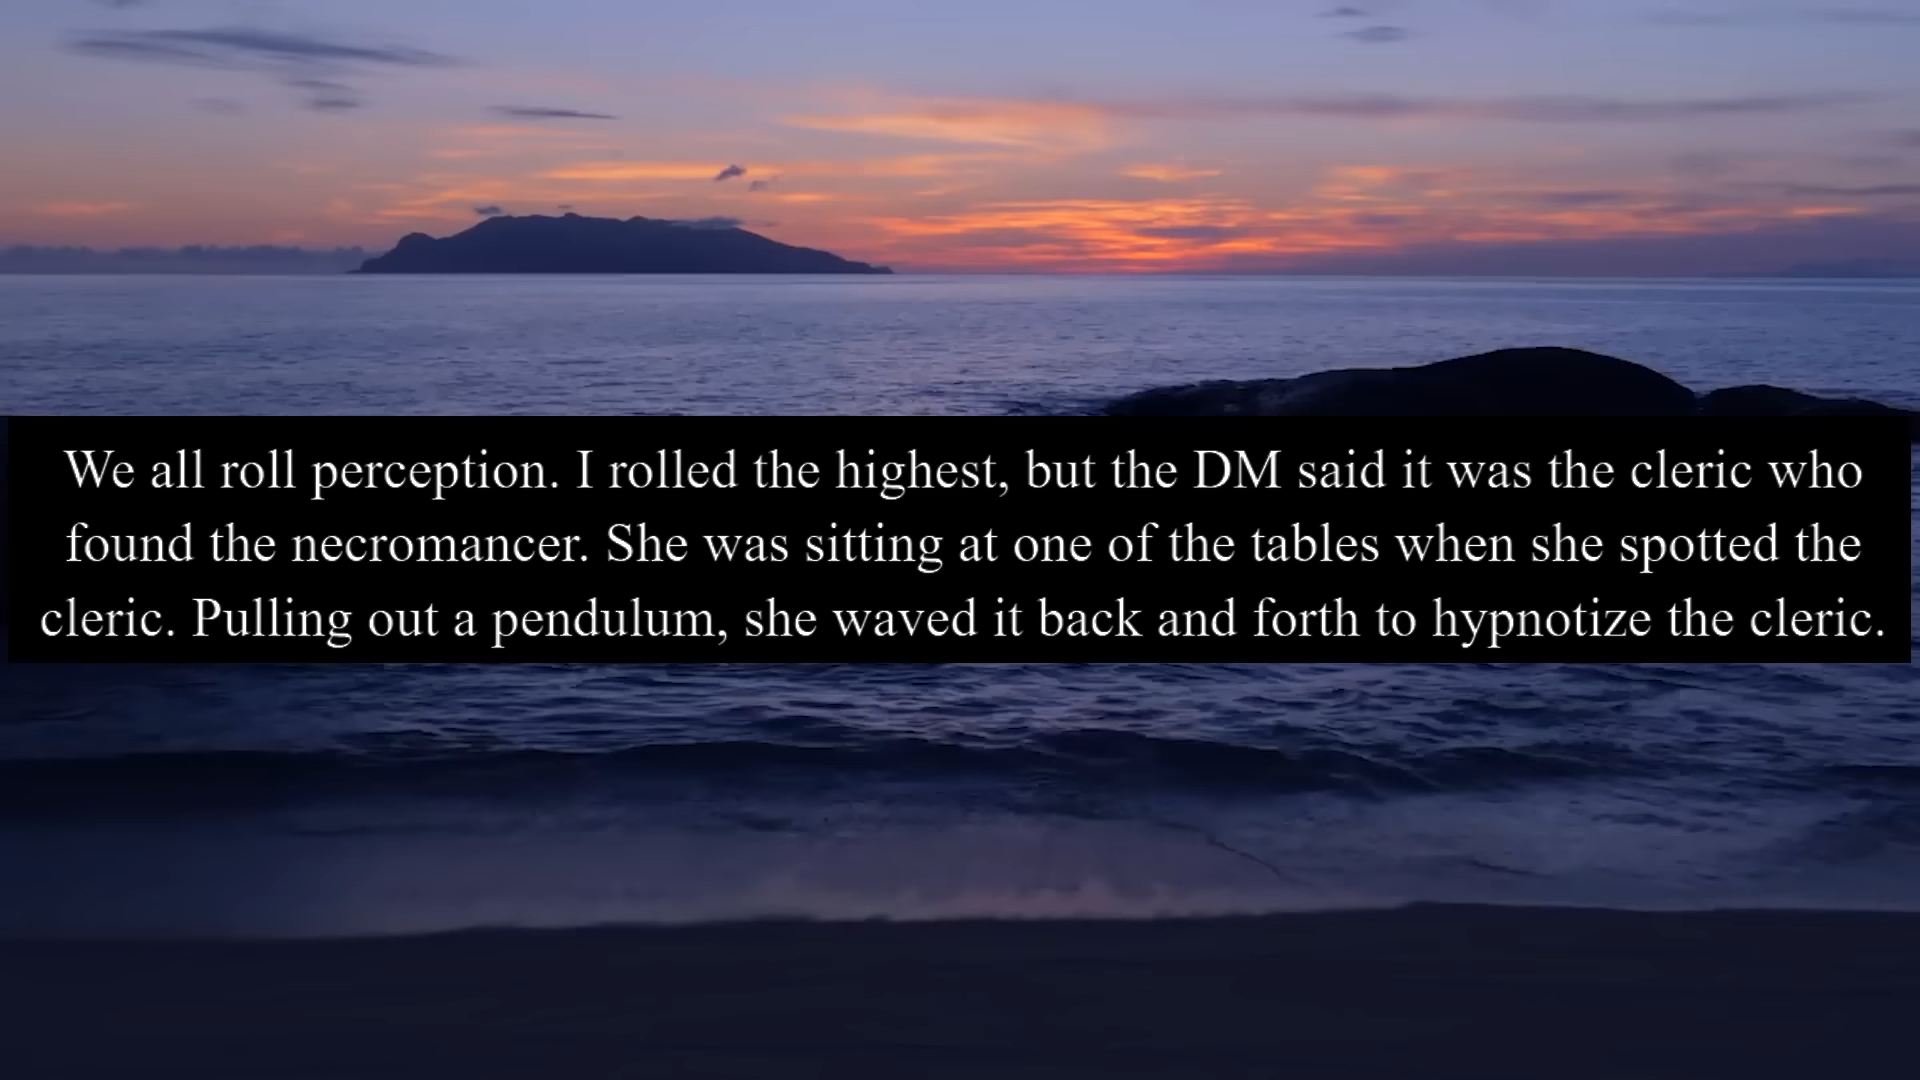 We all roll perception. I rolled the highest, but the DM said it was the cleric who
found the necromancer. She was sitting at one of the tables when she spotted the
cleric. Pulling out a pendulum, she waved it back and forth to hypnotize the cleric.